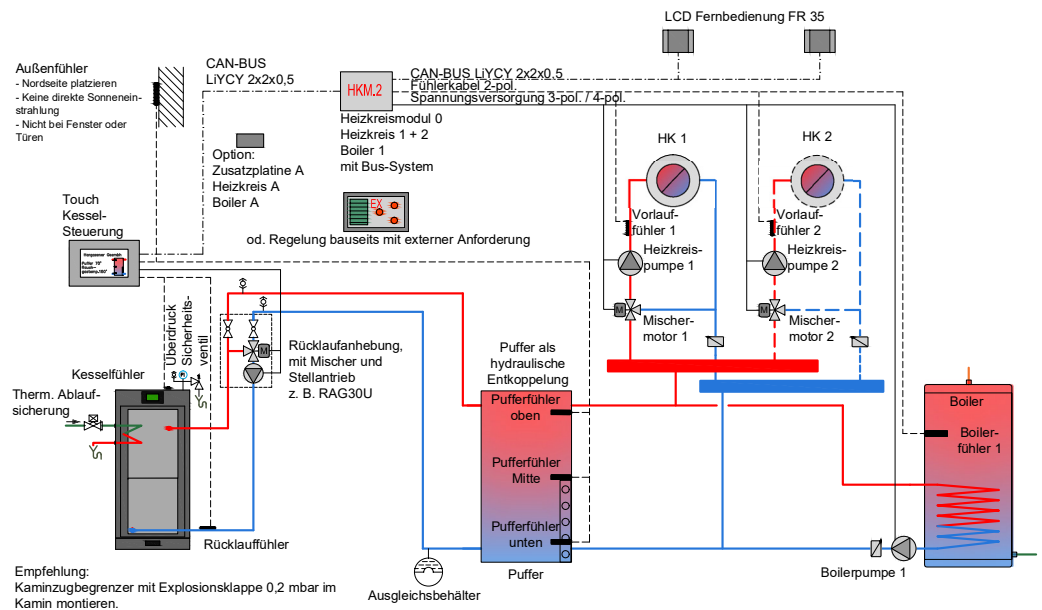 LCD Fernbedienung FR 35
Außenfühler
- Nordseite platzieren
- Keine direkte Sonnenein-
strahlung
- Nicht bei Fenster oder
Türen
CAN-BUS
LiYCY 2x2x0,5
HKM.2
CAN-BUS LiYCY 2x2x0.5
Fühlerkabel 2-pol.
Spannungsversorgung 3-pol. / 4-pol.
Heizkreismodul 0
Heizkreis 1 + 2
Boiler 1
mit Bus-System
Option:
Zusatzplatine A
Heizkreis A
Boiler A
EX
od. Regelung bauseits mit externer Anforderung
HK 1
HK 2
Vorlauf-
fühler 1
Vorlauf-
fühler 2
Heizkreis-
pumpe 1
Heizkreis-
pumpe 2
M
M
Mischer-
motor 1
Mischer-
motor 2
Touch
Kessel-
Steuerung
Puffer 70°
Überdruck
Sicherheits-
ventil
M
Rücklaufanhebung,
mit Mischer und
Stellantrieb
z. B. RAG30U
Kesselfühler
Therm. Ablauf-
sicherung
Rücklauffühler
Puffer als
hydraulische
Entkoppelung
Pufferfühler
oben
Pufferfühler
Mitte
Pufferfühler
unten
Puffer
Ausgleichsbehälter
Boiler
Boiler-
fühler 1
Boilerpumpe 1
Empfehlung:
Kaminzugbegrenzer mit Explosionsklappe 0,2 mbar im
Kamin montieren.